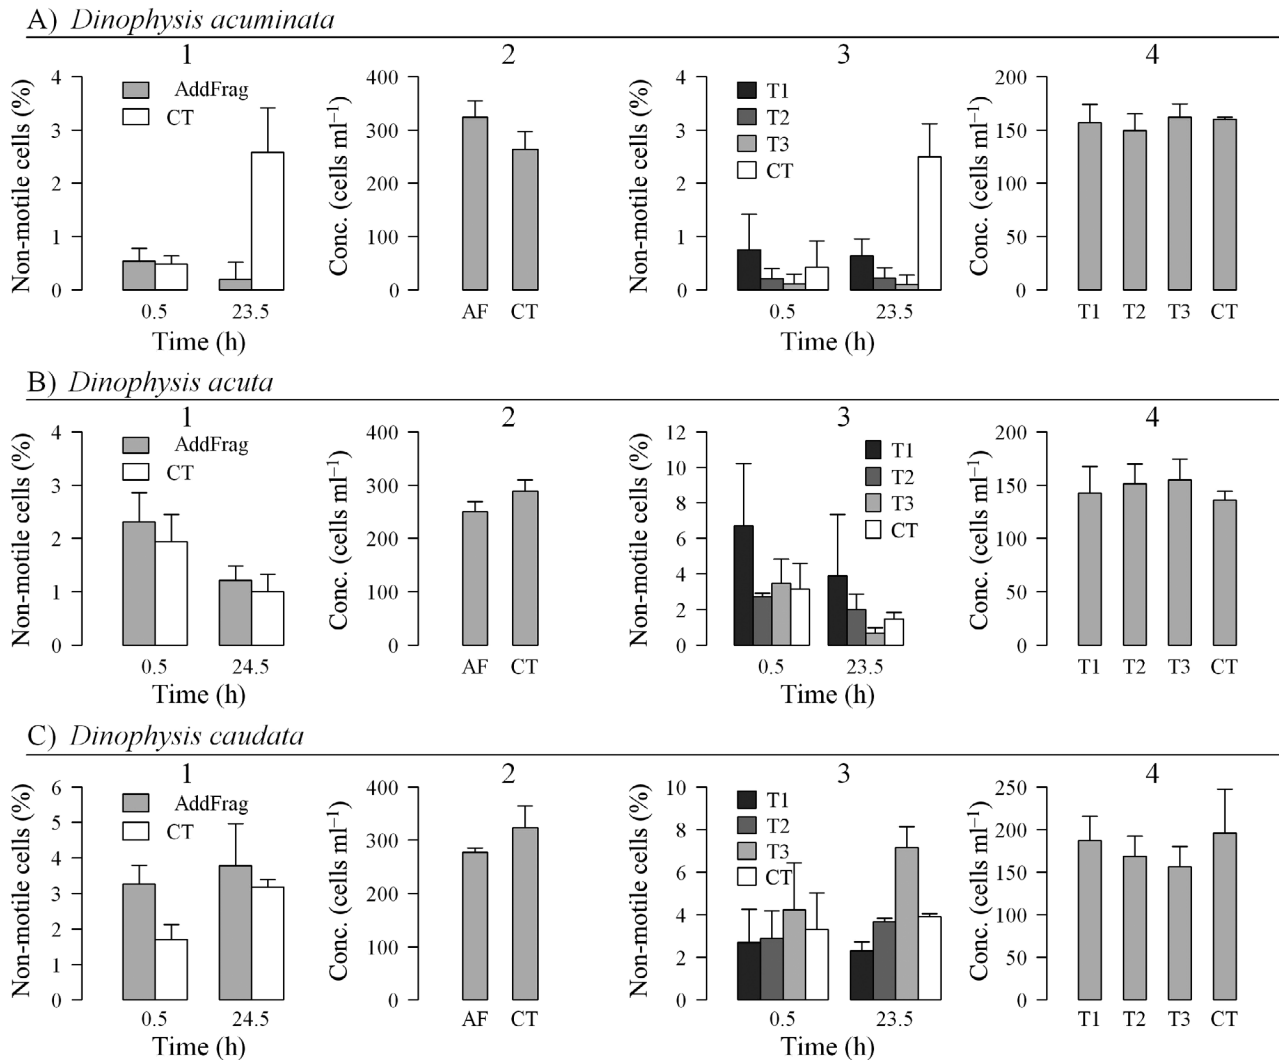 A) Dinophysis acuminata
1
Non-motile cells (%)
4
3
2
1
0
AddFrag
CT
0.5
23.5
Time (h)
2
Conc. (cells ml⁻¹)
400
300
200
100
0
AF
CT
3
Non-motile cells (%)
4
3
2
1
0
T1
T2
T3
CT
0.5
23.5
Time (h)
4
Conc. (cells ml⁻¹)
200
150
100
50
0
T1
T2
T3
CT
B) Dinophysis acuta
1
Non-motile cells (%)
4
3
2
1
0
AddFrag
CT
0.5
24.5
Time (h)
2
Conc. (cells ml⁻¹)
400
300
200
100
0
AF
CT
3
Non-motile cells (%)
12
10
8
6
4
2
0
T1
T2
T3
CT
0.5
23.5
Time (h)
4
Conc. (cells ml⁻¹)
200
150
100
50
0
T1
T2
T3
CT
C) Dinophysis caudata
1
Non-motile cells (%)
6
5
4
3
2
1
0
AddFrag
CT
0.5
24.5
Time (h)
2
Conc. (cells ml⁻¹)
400
300
200
100
0
AF
CT
3
Non-motile cells (%)
10
8
6
4
2
0
T1
T2
T3
CT
0.5
23.5
Time (h)
4
Conc. (cells ml⁻¹)
250
200
150
100
50
0
T1
T2
T3
CT